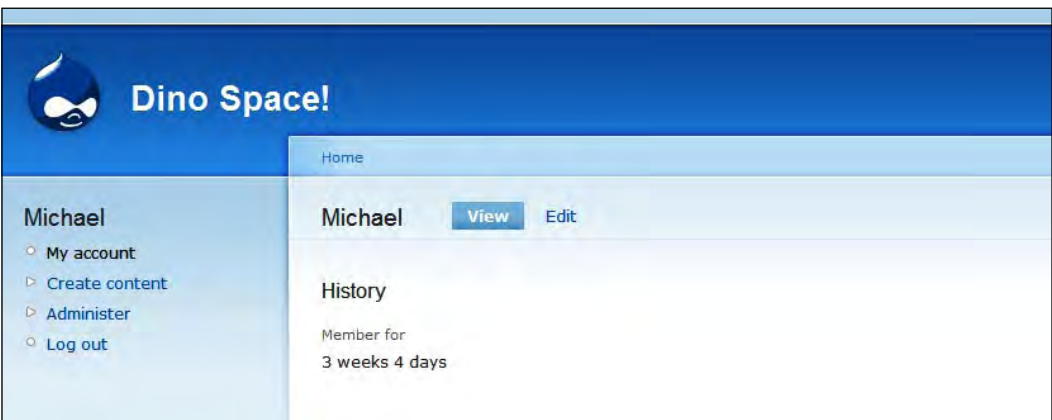 Dino Space!
Home
Michael
My account
Create content
Administer
Log out
Michael View Edit
History
Member for
3 weeks 4 days